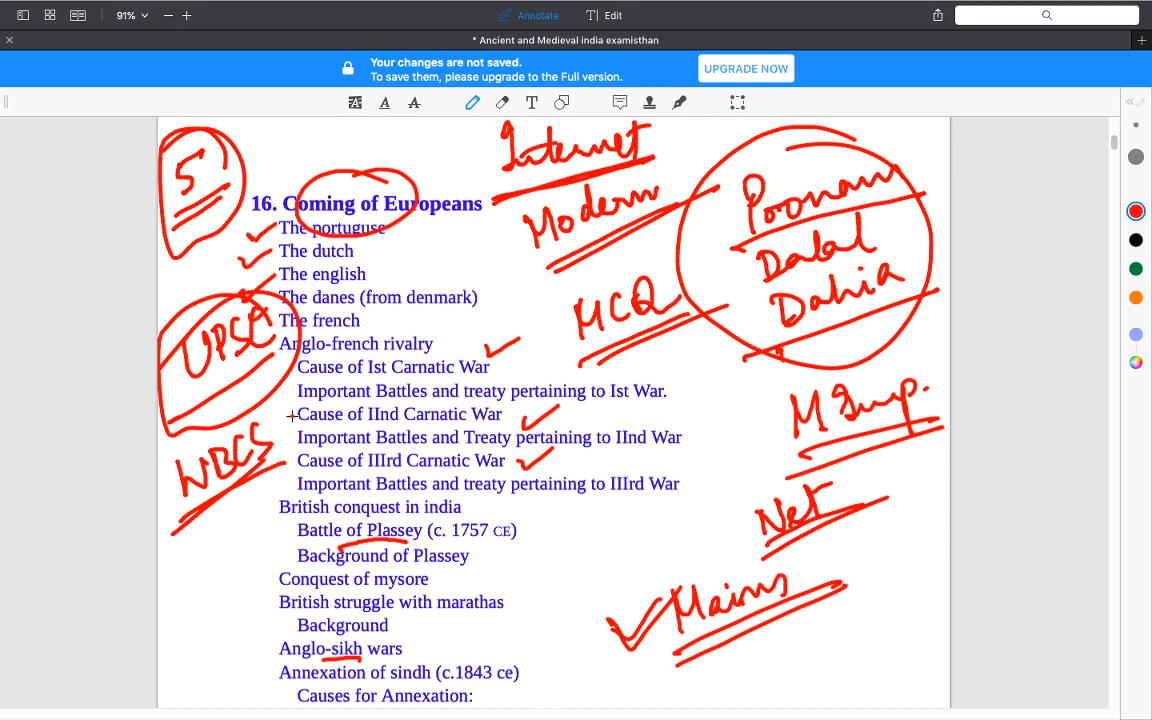 91%
Annotate
Edit
* Ancient and Medieval india examisthan
Your changes are not saved.
To save them, please upgrade to the Full version.
UPGRADE NOW
5
Internet
Modern
Poonam
Dalal
Dahia
16. Coming of Europeans
The portuguse
The dutch
The english
The danes (from denmark)
MCQ
The french
UPSC
Anglo-french rivalry
Cause of Ist Carnatic War
Important Battles and treaty pertaining to Ist War.
M Imp.
Cause of IInd Carnatic War
Important Battles and Treaty pertaining to IInd War
WBCS
Cause of IIIrd Carnatic War
Important Battles and treaty pertaining to IIIrd War
British conquest in india
Net
Battle of Plassey (c. 1757 CE)
Background of Plassey
Conquest of mysore
Mains
British struggle with marathas
Background
Anglo-sikh wars
Annexation of sindh (c.1843 ce)
Causes for Annexation: